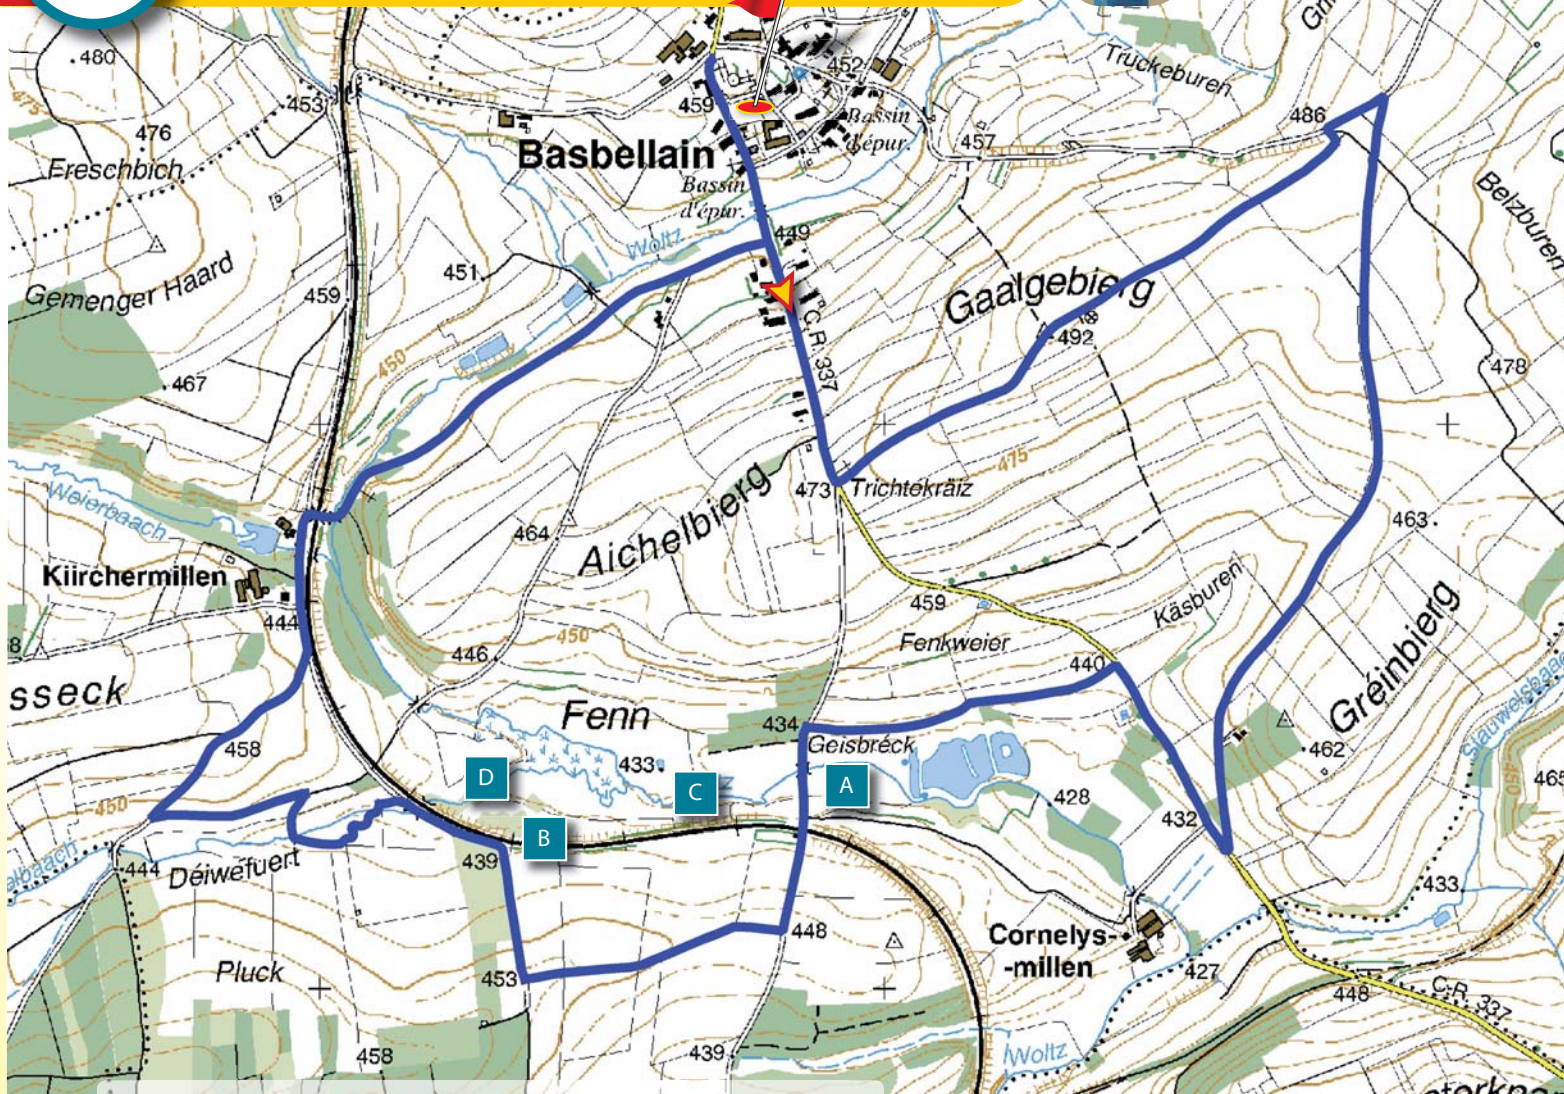 480
475
476
Freschbich
453
459
452
Truckeburen
Bassin
d'épur.
457
486
Basbellain
Bassin
d'épur.
Belzburen
Woltz
449
451
Gemenger Haard
459
Gaalgebierg
492
C.R. 337
450
467
478
475
Weierbaach
Aichelbierg
473
Trichtekräiz
464
463
Kiirchermillen
444
459
Käsburen
Fenkweier
450
446
440
Gréinbierg
sseck
Fenn
434
Geisbréck
458
462
433
D
C
A
428
432
450
450
B
439
444
Déiwefuert
433
448
Cornelys-
-millen
Pluck
453
427
448
C.R. 337
439
458
Woltz